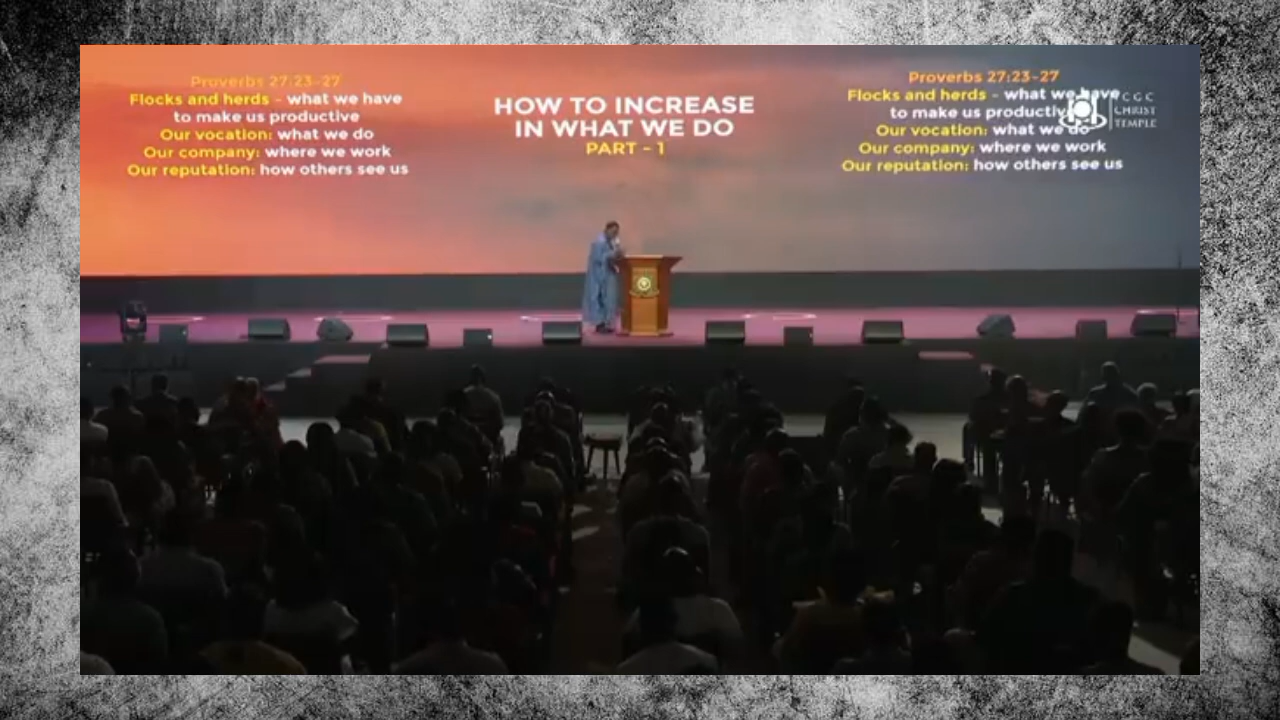 Proverbs 27:23-27
Flocks and herds - what we have
to make us productive
Our vocation: what we do
Our company: where we work
Our reputation: how others see us
HOW TO INCREASE
IN WHAT WE DO
PART - 1
Proverbs 27:23-27
Flocks and herds - what we have
to make us productive
Our vocation: what we do
Our company: where we work
Our reputation: how others see us
CGC
CHRIST
TEMPLE